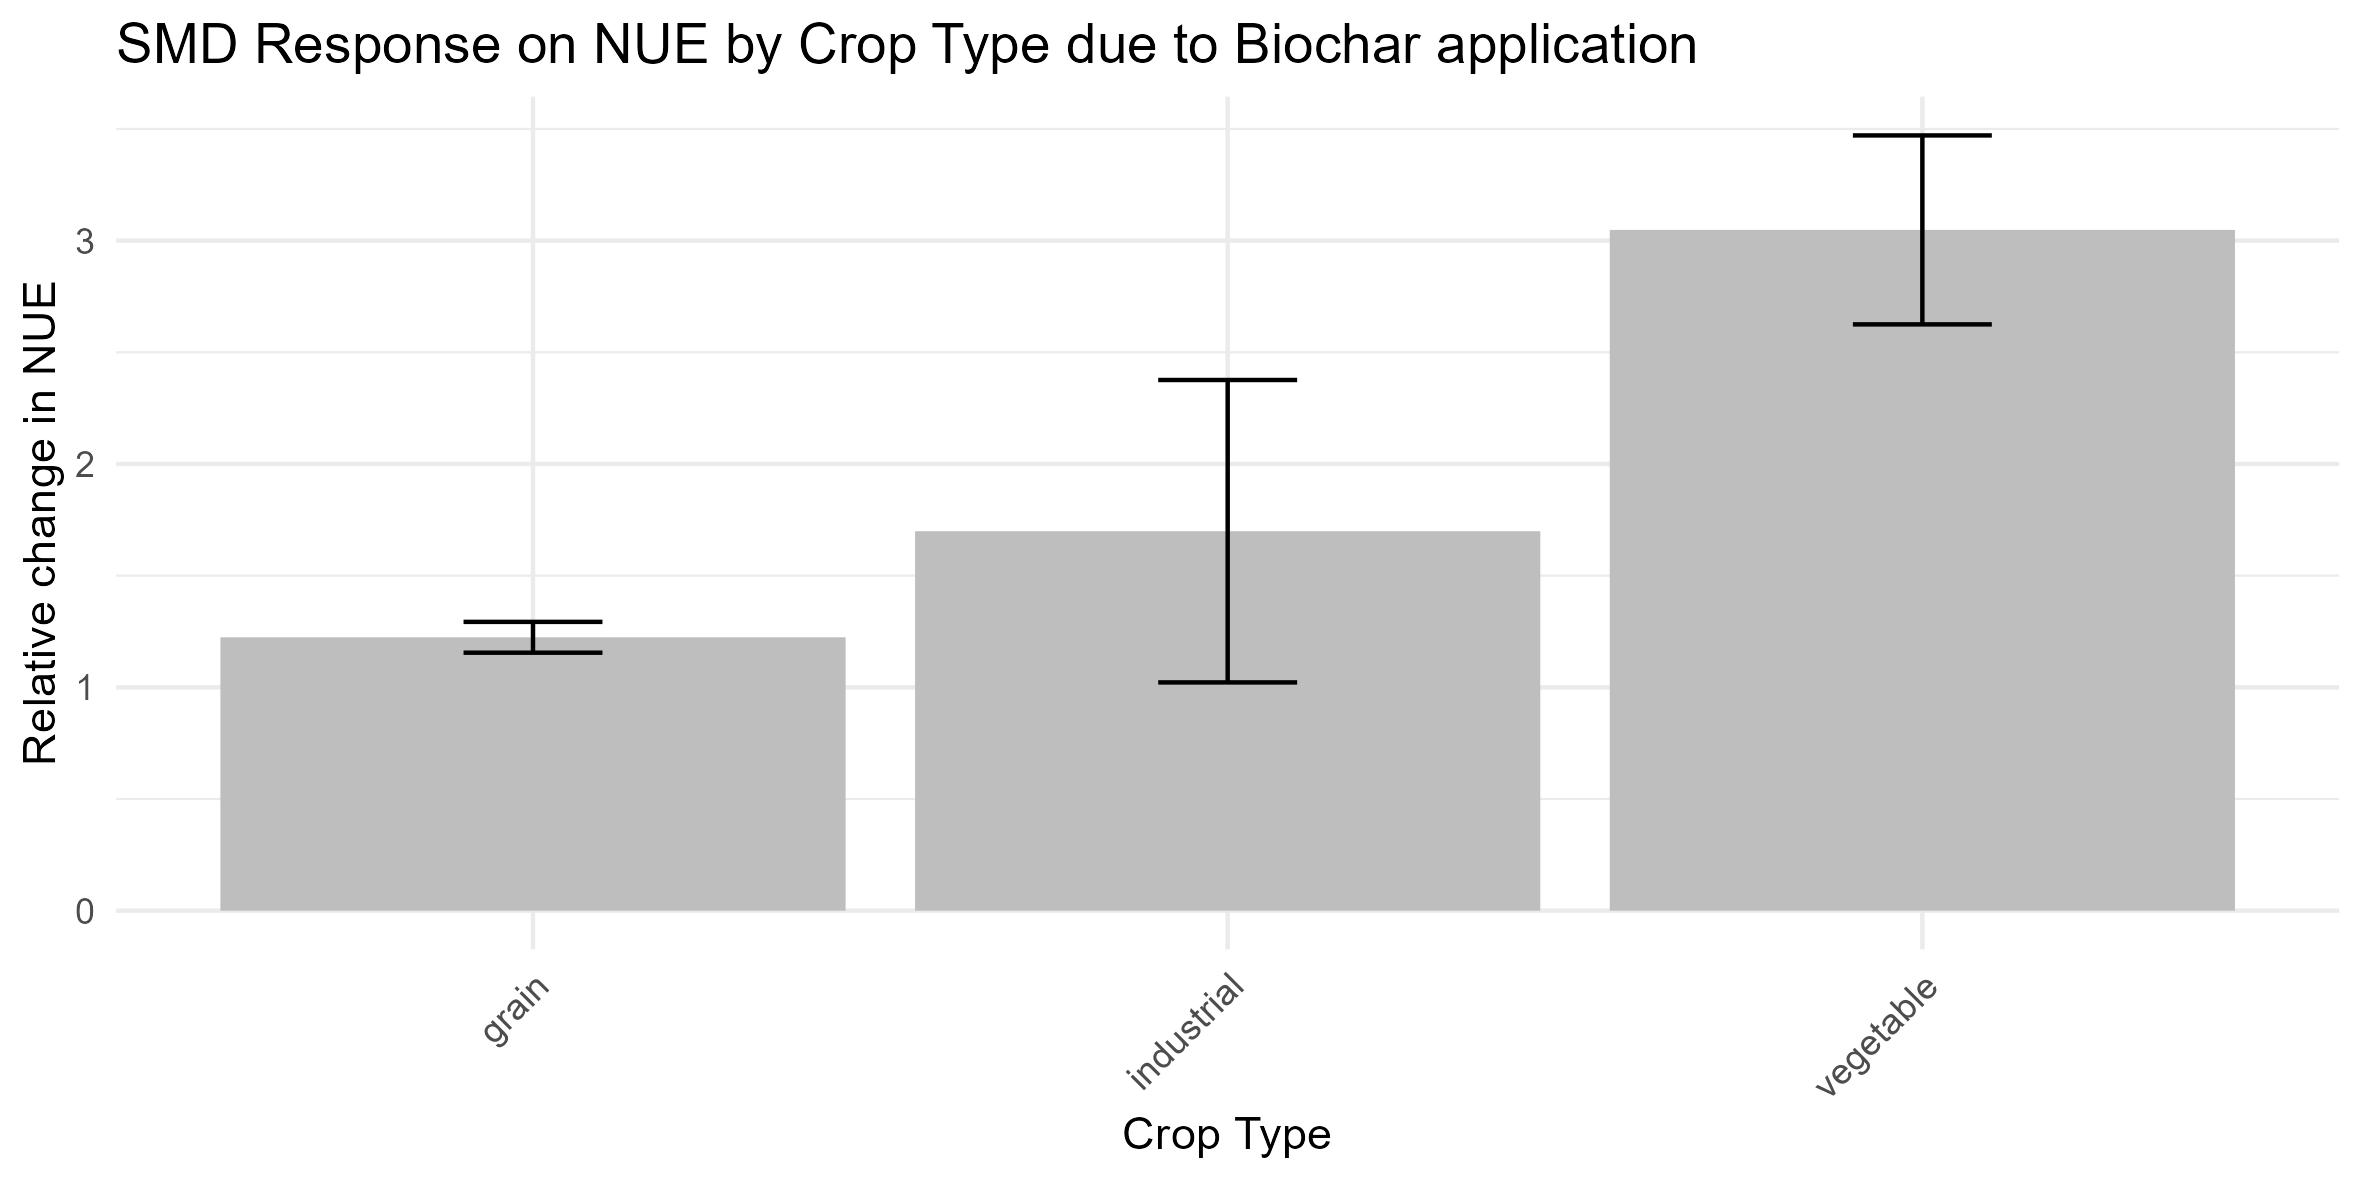 SMD Response on NUE by Crop Type due to Biochar application
Relative change in NUE
3
2
1
0
grain
industrial
vegetable
Crop Type